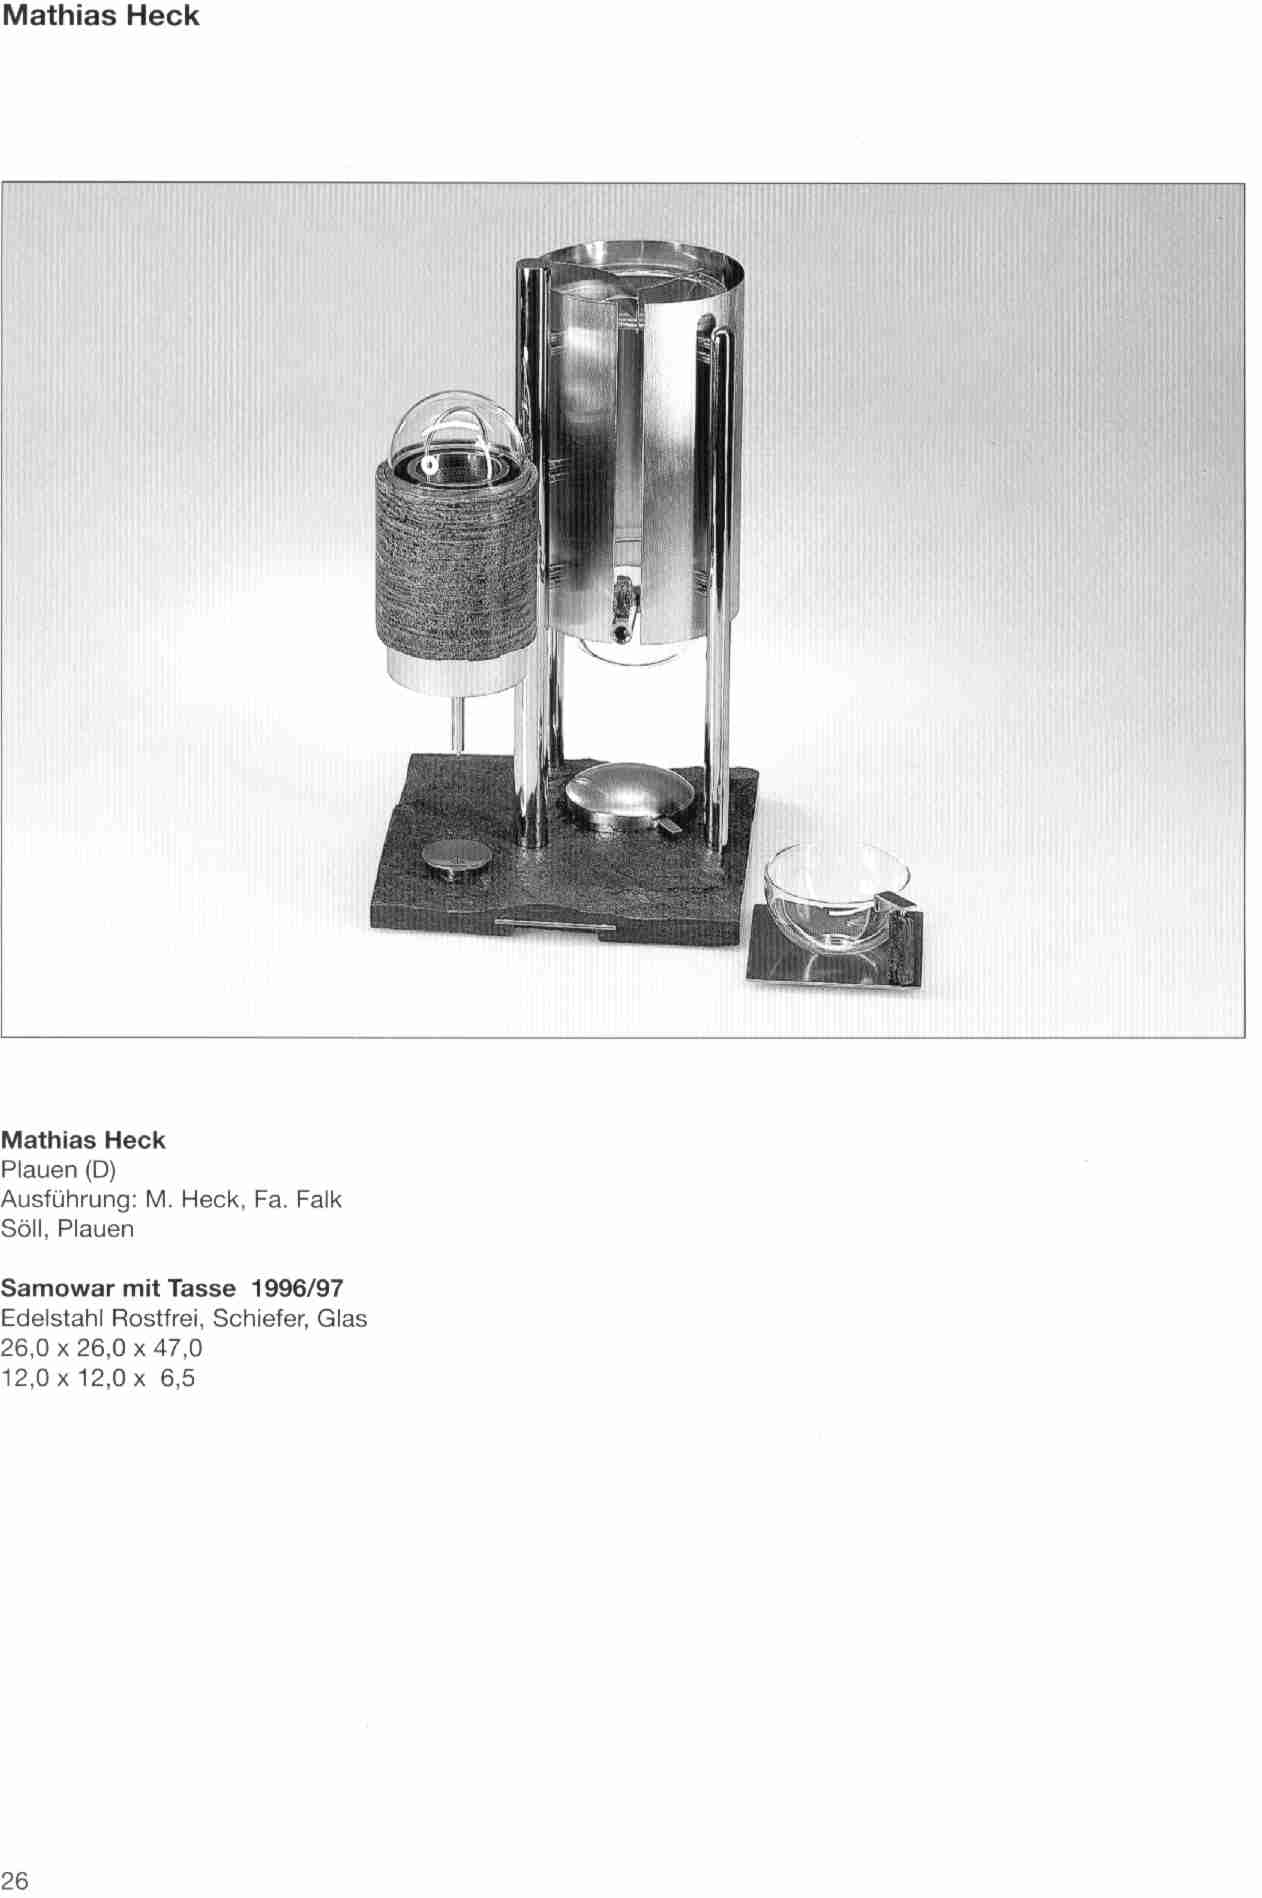 Mathias Heck
Mathias Heck
Plauen (D)
Ausführung: M. Heck, Fa. Falk
Söll, Plauen
Samowar mit Tasse 1996/97
Edelstahl Rostfrei, Schiefer, Glas
26,0 x 26,0 x 47,0
12,0 x 12,0 x 6,5
26